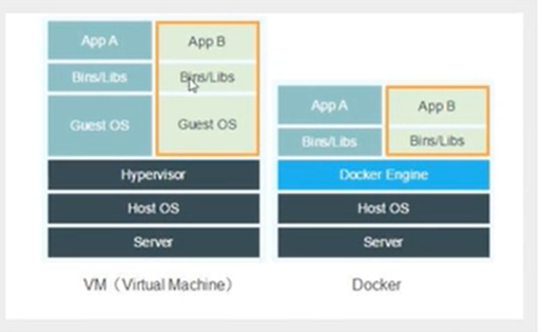 App A
App B
Bins/Libs
Bins/Libs
Guest OS
Guest OS
Hypervisor
Host OS
Server
VM（Virtual Machine）
App A
App B
Bins/Libs
Bins/Libs
Docker Engine
Host OS
Server
Docker